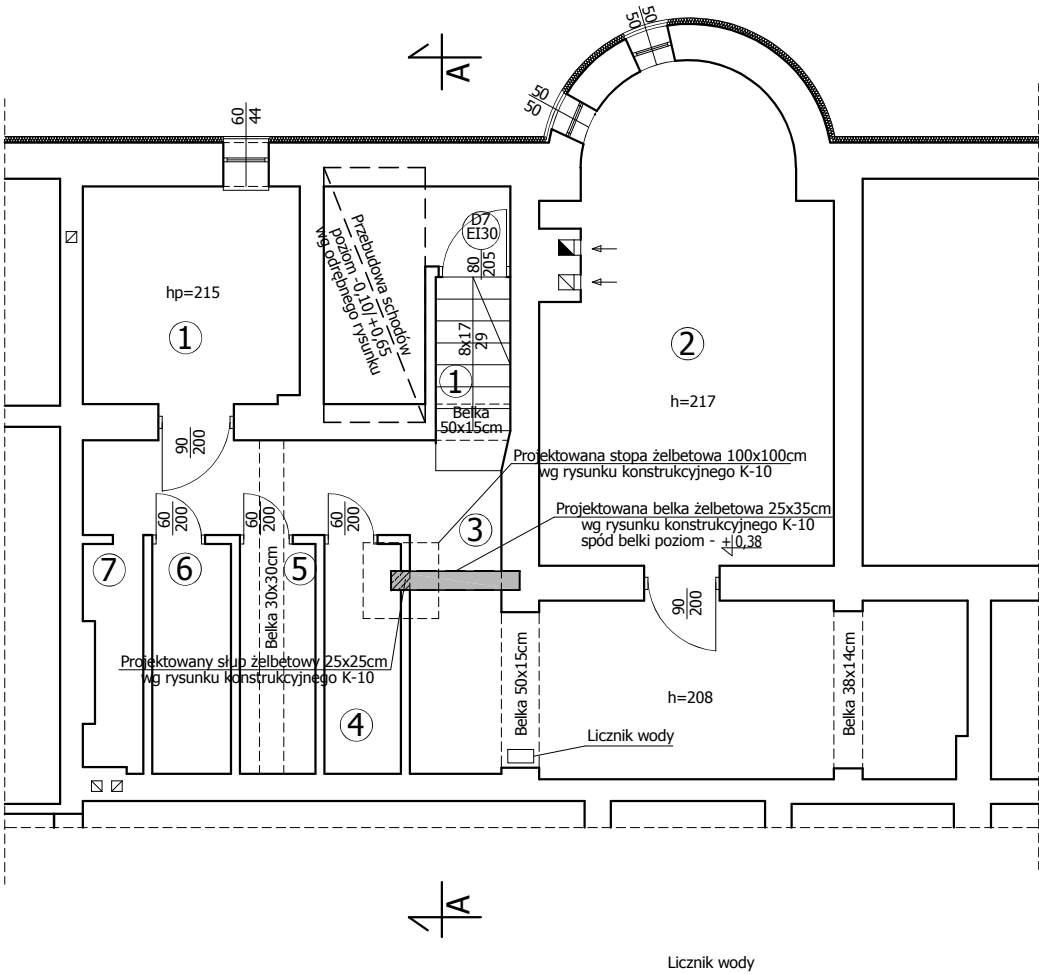 50
50
A
50
50
60
44
D7
EI30
80
205
Przebudowa schodów
poziom -0,10/+0,65
wg odrębnego rysunku
hp=215
1
8x17
29
1
2
Belka
50x15cm
h=217
90
200
Projektowana stopa żelbetowa 100x100cm
wg rysunku konstrukcyjnego K-10
Projektowana belka żelbetowa 25x35cm
wg rysunku konstrukcyjnego K-10
spód belki poziom - +0,38
60
200
60
200
60
200
3
7
6
5
Belka 30x30cm
90
200
Projektowany słup żelbetowy 25x25cm
wg rysunku konstrukcyjnego K-10
4
Belka 50x15cm
h=208
Belka 38x14cm
Licznik wody
A
Licznik wody